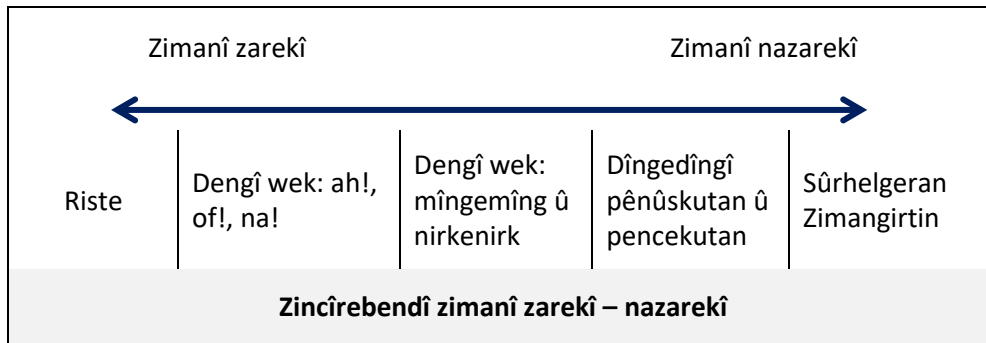 Zimanî zarekî
Zimanî nazarekî
Riste
Dengî wek: ah!,
of!, na!
Dengî wek:
mîngemîng û
nirkenirk
Dîngedîngî
pênûskutan û
pencekutan
Sûrhelgeran
Zimangirtin
Zincîrebendî zimanî zarekî – nazarekî